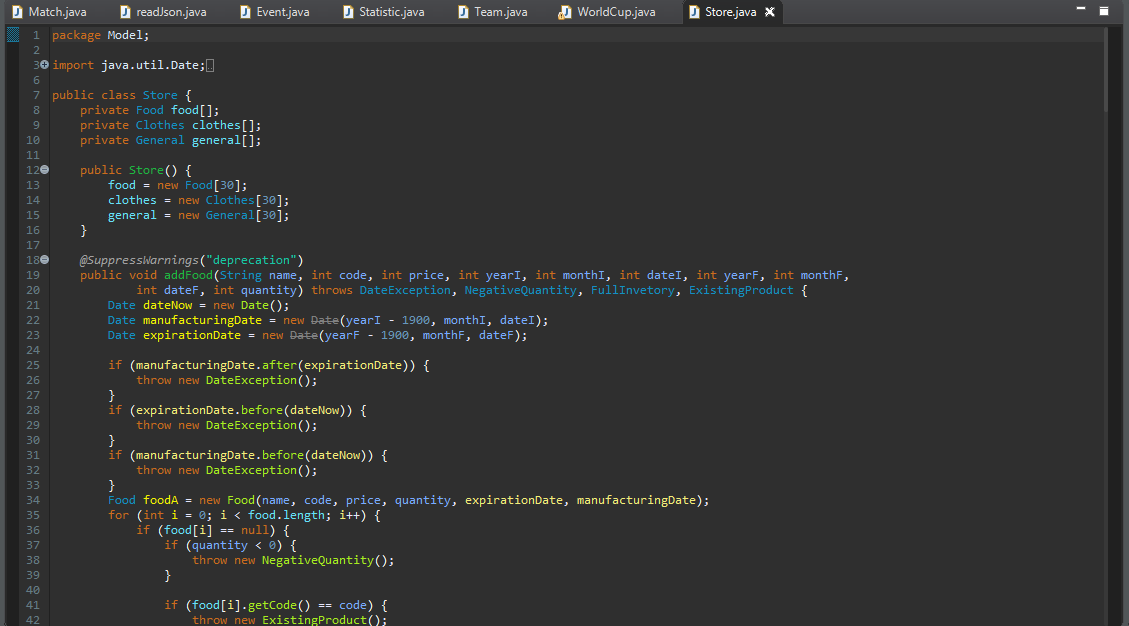 Match.java readJson.java Event.java Statistic.java Team.java WorldCup.java Store.java
1 package Model;
2
3 import java.util.Date;
6
7 public class Store {
8     private Food food[];
9     private Clothes clothes[];
10     private General general[];
11
12     public Store() {
13         food = new Food[30];
14         clothes = new Clothes[30];
15         general = new General[30];
16     }
17
18     @SuppressWarnings("deprecation")
19     public void addFood(String name, int code, int price, int yearI, int monthI, int dateI, int yearF, int monthF,
20             int dateF, int quantity) throws DateException, NegativeQuantity, FullInvetory, ExistingProduct {
21         Date dateNow = new Date();
22         Date manufacturingDate = new Date(yearI - 1900, monthI, dateI);
23         Date expirationDate = new Date(yearF - 1900, monthF, dateF);
24
25         if (manufacturingDate.after(expirationDate)) {
26             throw new DateException();
27         }
28         if (expirationDate.before(dateNow)) {
29             throw new DateException();
30         }
31         if (manufacturingDate.before(dateNow)) {
32             throw new DateException();
33         }
34         Food foodA = new Food(name, code, price, quantity, expirationDate, manufacturingDate);
35         for (int i = 0; i < food.length; i++) {
36             if (food[i] == null) {
37                 if (quantity < 0) {
38                     throw new NegativeQuantity();
39                 }
40
41                 if (food[i].getCode() == code) {
42                     throw new ExistingProduct();